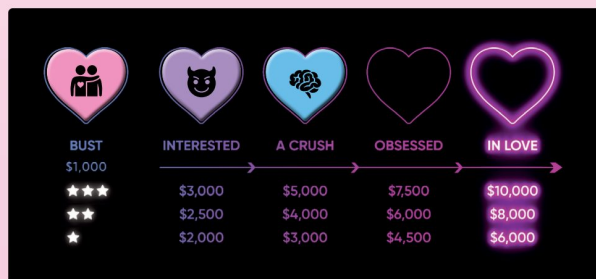 BUST INTERESTED A CRUSH OBSESSED IN LOVE
$1,000
$3,000 $5,000 $7,500 $10,000
$2,500 $4,000 $6,000 $8,000
$2,000 $3,000 $4,500 $6,000